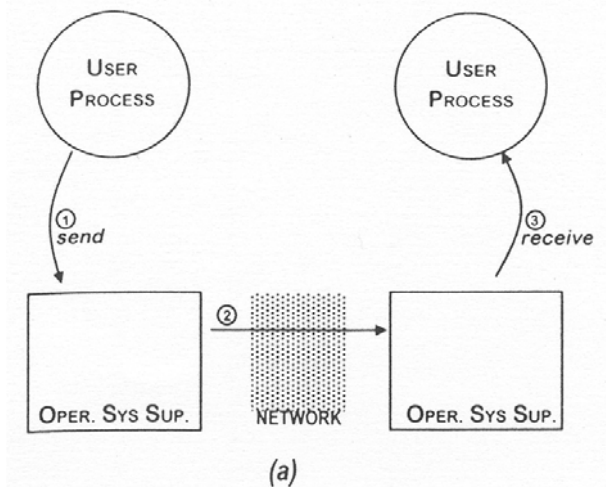 USER
PROCESS
USER
PROCESS
①
send
③
receive
②
OPER. SYS SUP.
NETWORK
OPER. SYS SUP.
(a)